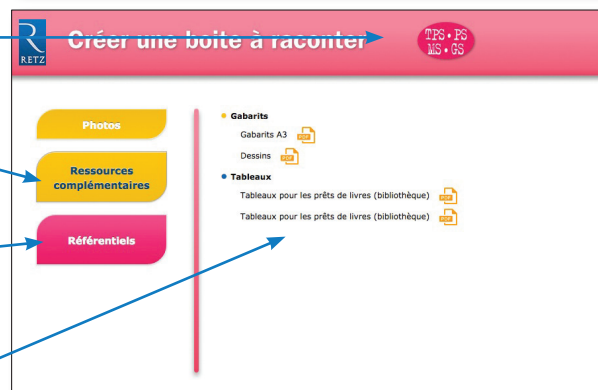 RETZ
Créer une boite à raconter
TPS • PS
MS • GS
Photos
Ressources
complémentaires
Référentiels
• Gabarits
Gabarits A3 PDF
Dessins PDF
• Tableaux
Tableaux pour les prêts de livres (bibliothèque) PDF
Tableaux pour les prêts de livres (bibliothèque) PDF